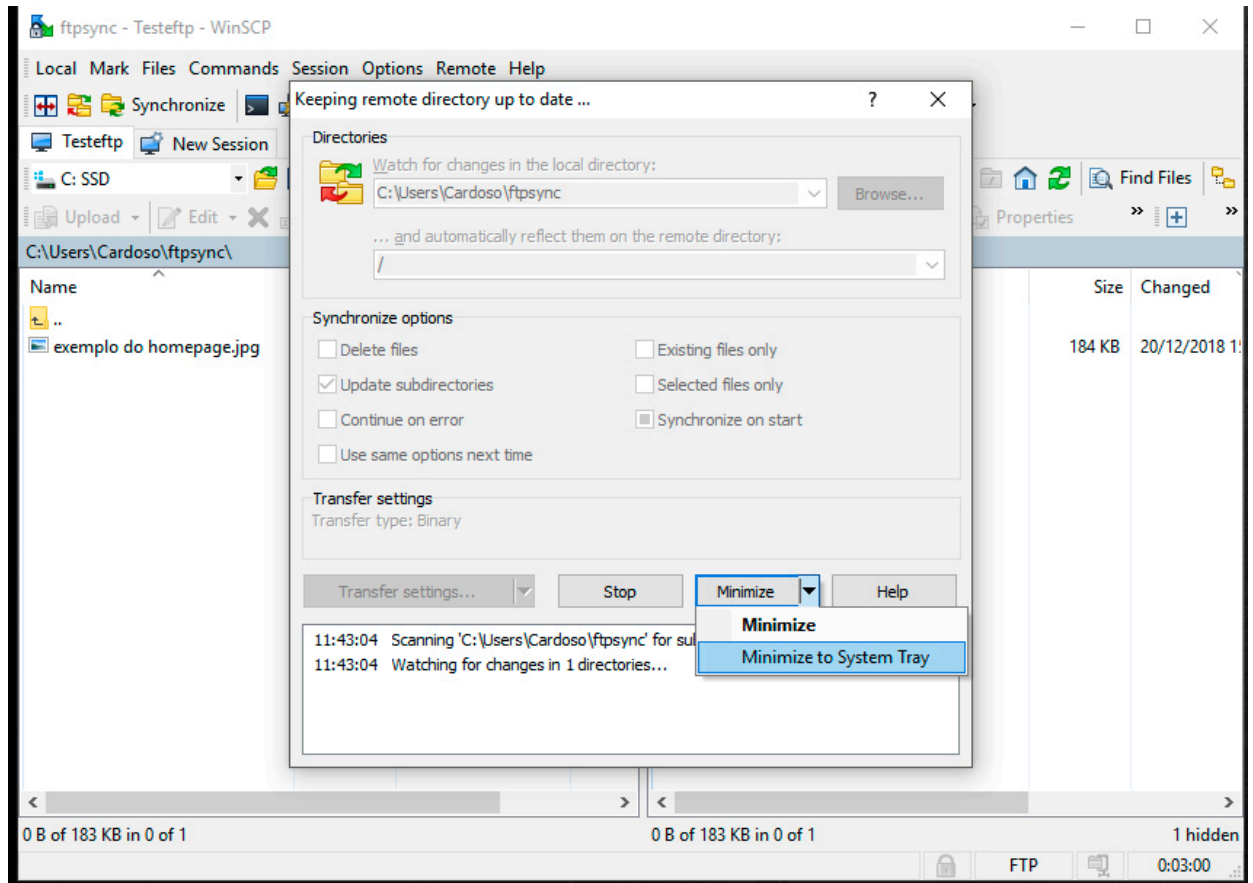 ftpsync - Testeftp - WinSCP
Local Mark Files Commands Session Options Remote Help
Synchronize
Testeftp New Session
C: SSD
Find Files
Upload Edit
Properties
C:\Users\Cardoso\ftpsync\
Name
Size Changed
..
exemplo do homepage.jpg
184 KB 20/12/2018
Keeping remote directory up to date ... ?
Directories
Watch for changes in the local directory:
C:\Users\Cardoso\ftpsync Browse...
... and automatically reflect them on the remote directory:
/
Synchronize options
Delete files Existing files only
Update subdirectories Selected files only
Continue on error Synchronize on start
Use same options next time
Transfer settings
Transfer type: Binary
Transfer settings... Stop Minimize Help
Minimize
Minimize to System Tray
11:43:04 Scanning 'C:\Users\Cardoso\ftpsync' for
11:43:04 Watching for changes in 1 directories...
0 B of 183 KB in 0 of 1 0 B of 183 KB in 0 of 1 1 hidden
FTP 0:03:00